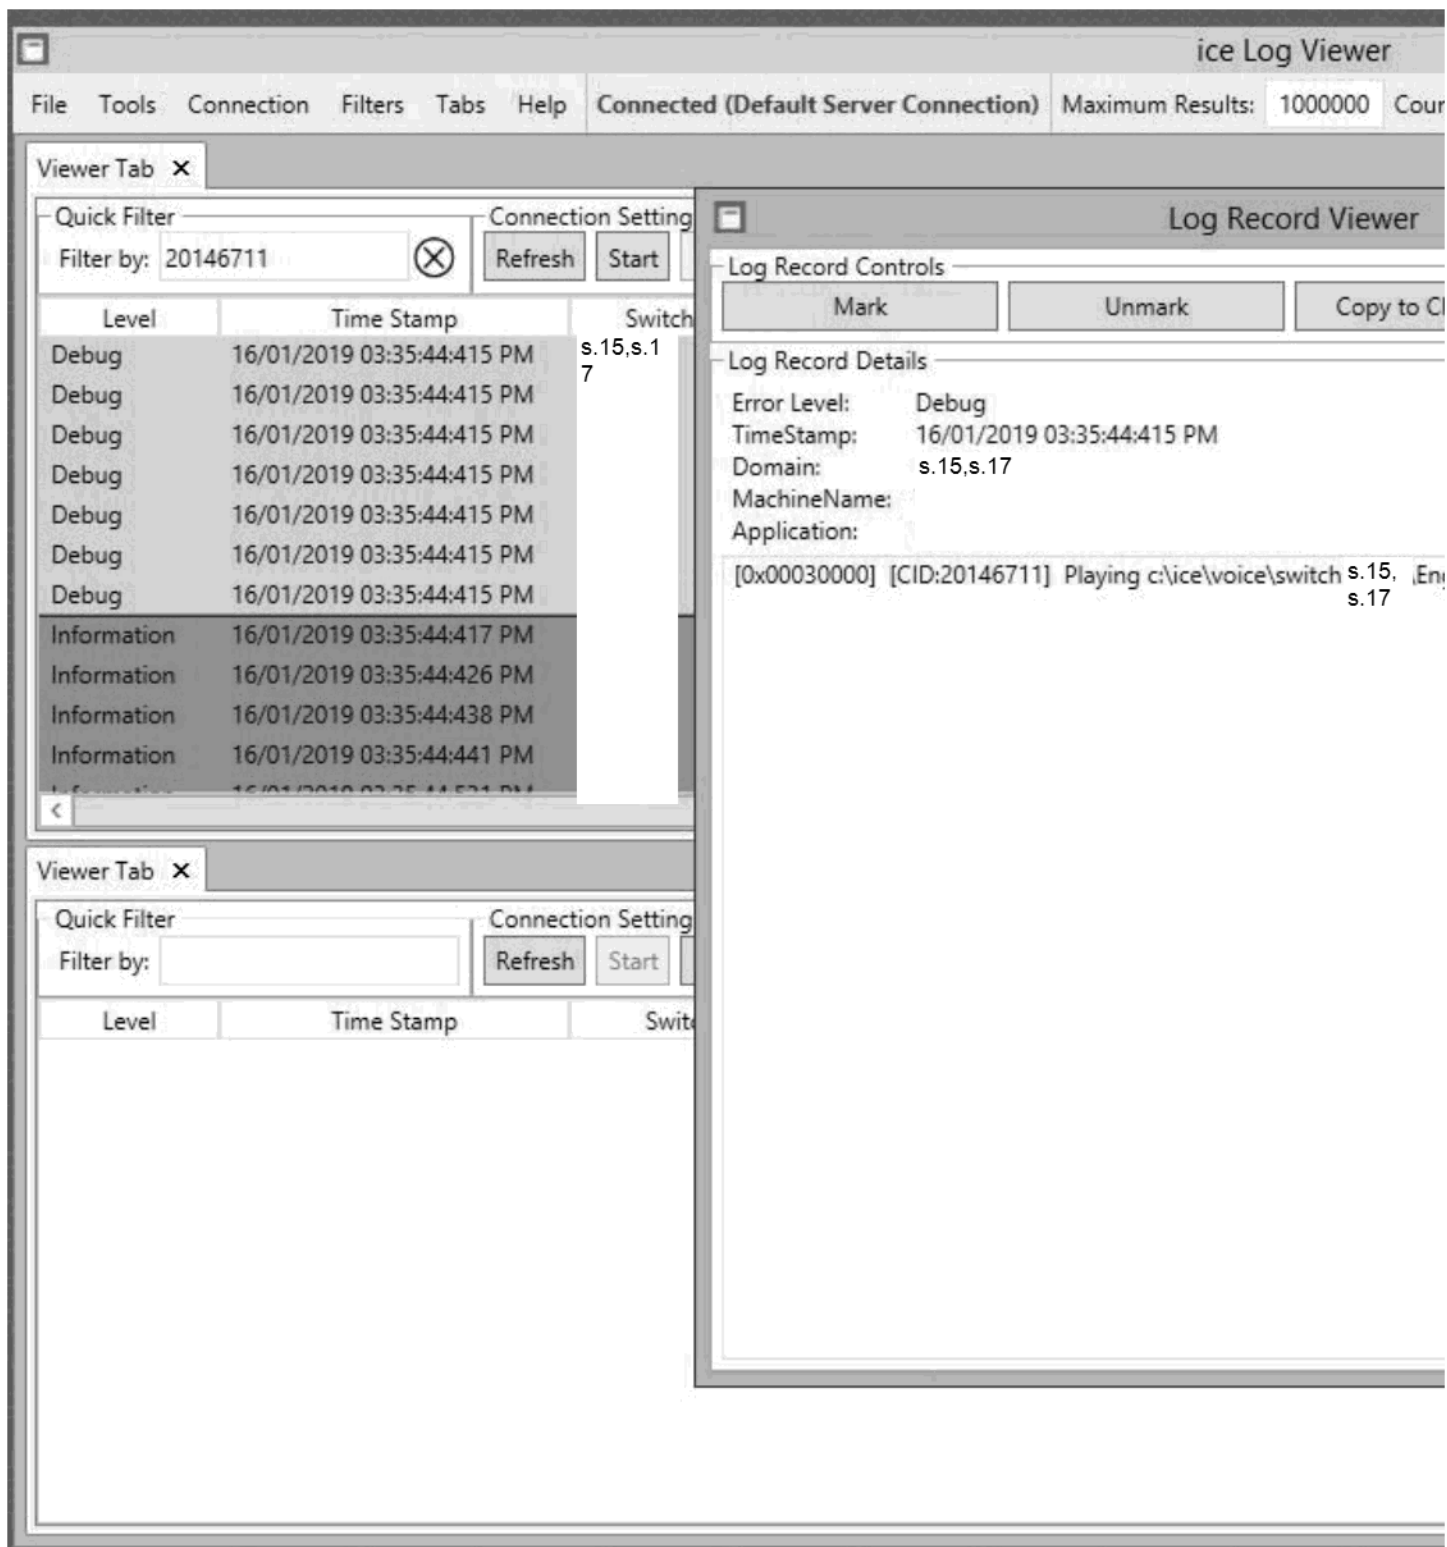 ice Log Viewer
File Tools Connection Filters Tabs Help Connected (Default Server Connection) Maximum Results: 1000000 Cour
Viewer Tab
Quick Filter
Filter by: 20146711
Connection Setting
Refresh Start
Level Time Stamp Switch
Debug 16/01/2019 03:35:44:415 PM s.15,s.1
7
Debug 16/01/2019 03:35:44:415 PM
Debug 16/01/2019 03:35:44:415 PM
Debug 16/01/2019 03:35:44:415 PM
Debug 16/01/2019 03:35:44:415 PM
Debug 16/01/2019 03:35:44:415 PM
Debug 16/01/2019 03:35:44:415 PM
Information 16/01/2019 03:35:44:417 PM
Information 16/01/2019 03:35:44:426 PM
Information 16/01/2019 03:35:44:438 PM
Information 16/01/2019 03:35:44:441 PM
Log Record Viewer
Log Record Controls
Mark Unmark Copy to Cl
Log Record Details
Error Level: Debug
TimeStamp: 16/01/2019 03:35:44:415 PM
Domain: s.15,s.17
MachineName:
Application:
[0x00030000] [CID:20146711] Playing c:\ice\voice\switch s.15, Eng
s.17
Viewer Tab
Quick Filter
Filter by:
Connection Setting
Refresh Start
Level Time Stamp Switc